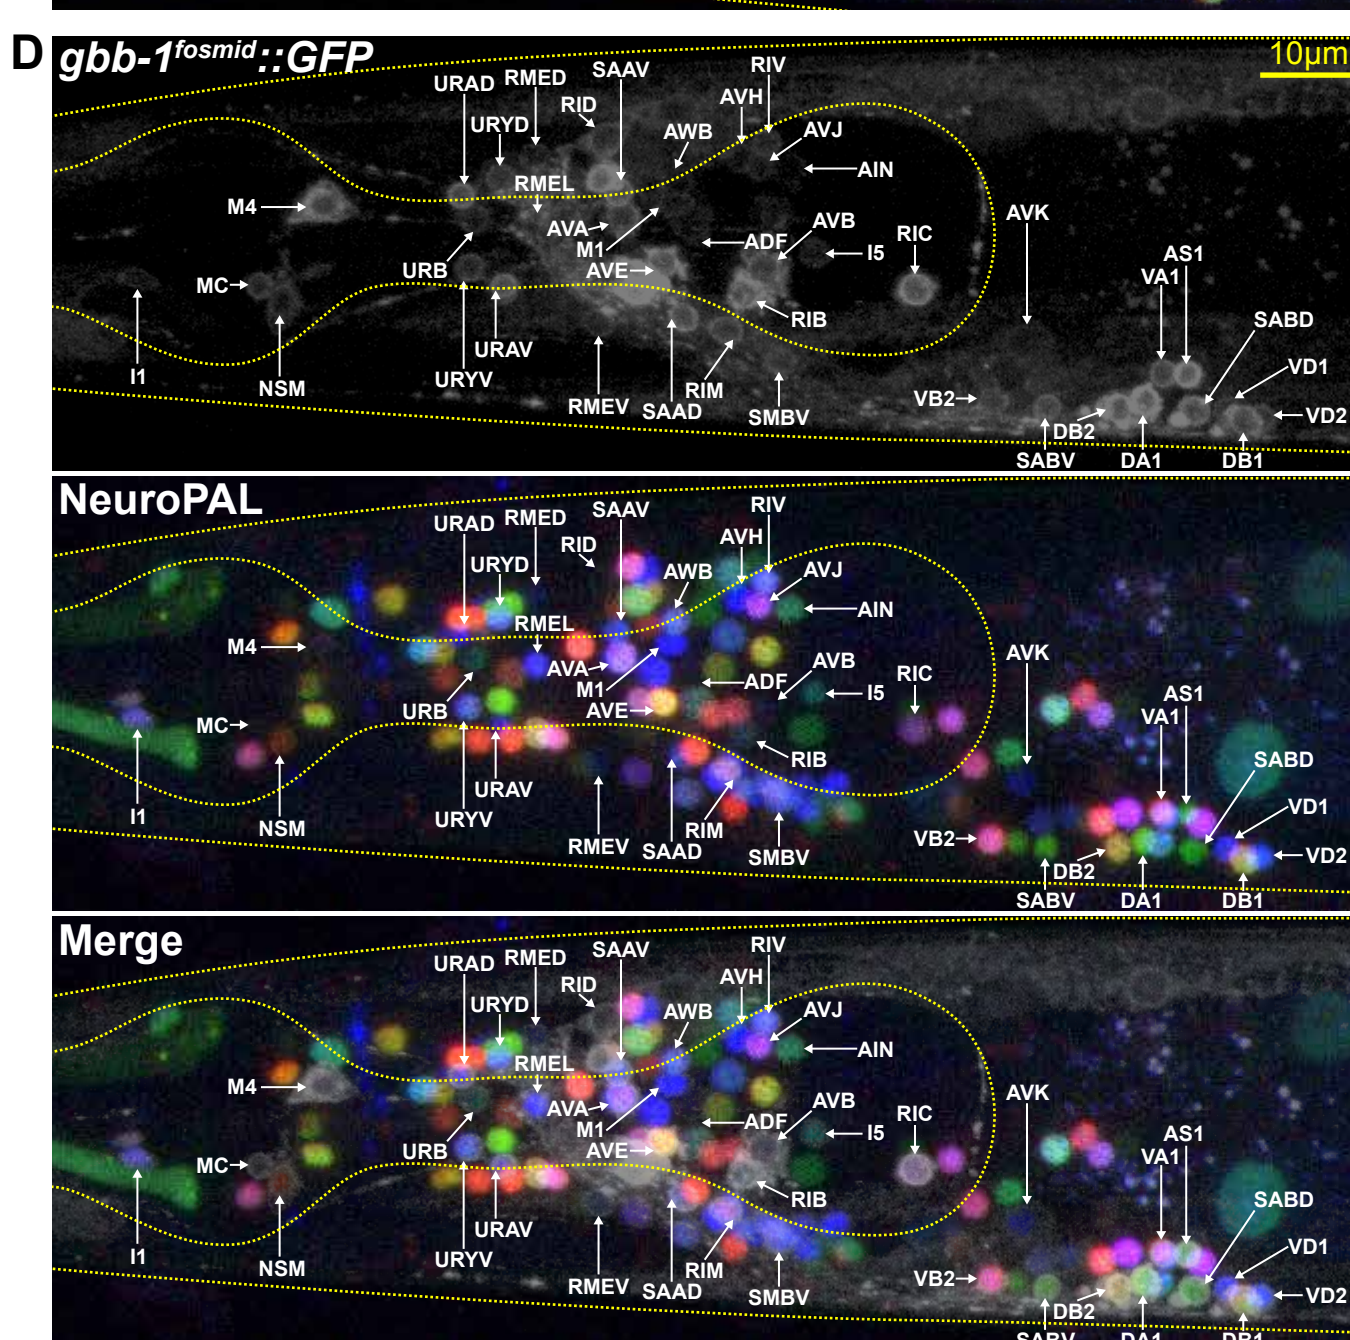 D gbb-1fosmid::GFP
10µm
URAD RMED SAAV RIV
RID AVH
URYD AWB AVJ
RMEL AIN
M4 AVA AVB AVK
M1 ADF RIC
URB AVE I5 AS1
MC VA1
RIB SABD
I1 URAV
NSM URYV RIM VD1
RMEV SAAD SMBV VB2 VD2
DB2
SABV DA1 DB1
NeuroPAL
URAD RMED SAAV RIV
RID AVH
URYD AWB AVJ
RMEL AIN
M4 AVA AVB AVK
M1 ADF RIC
URB AVE I5 AS1
MC VA1
RIB SABD
I1 URAV
NSM URYV RIM VD1
RMEV SAAD SMBV VB2 VD2
DB2
SABV DA1 DB1
Merge
URAD RMED SAAV RIV
RID AVH
URYD AWB AVJ
RMEL AIN
M4 AVA AVB AVK
M1 ADF RIC
URB AVE I5 AS1
MC VA1
RIB SABD
I1 URAV
NSM URYV RIM VD1
RMEV SAAD SMBV VB2 VD2
DB2
SABV DA1 DB1